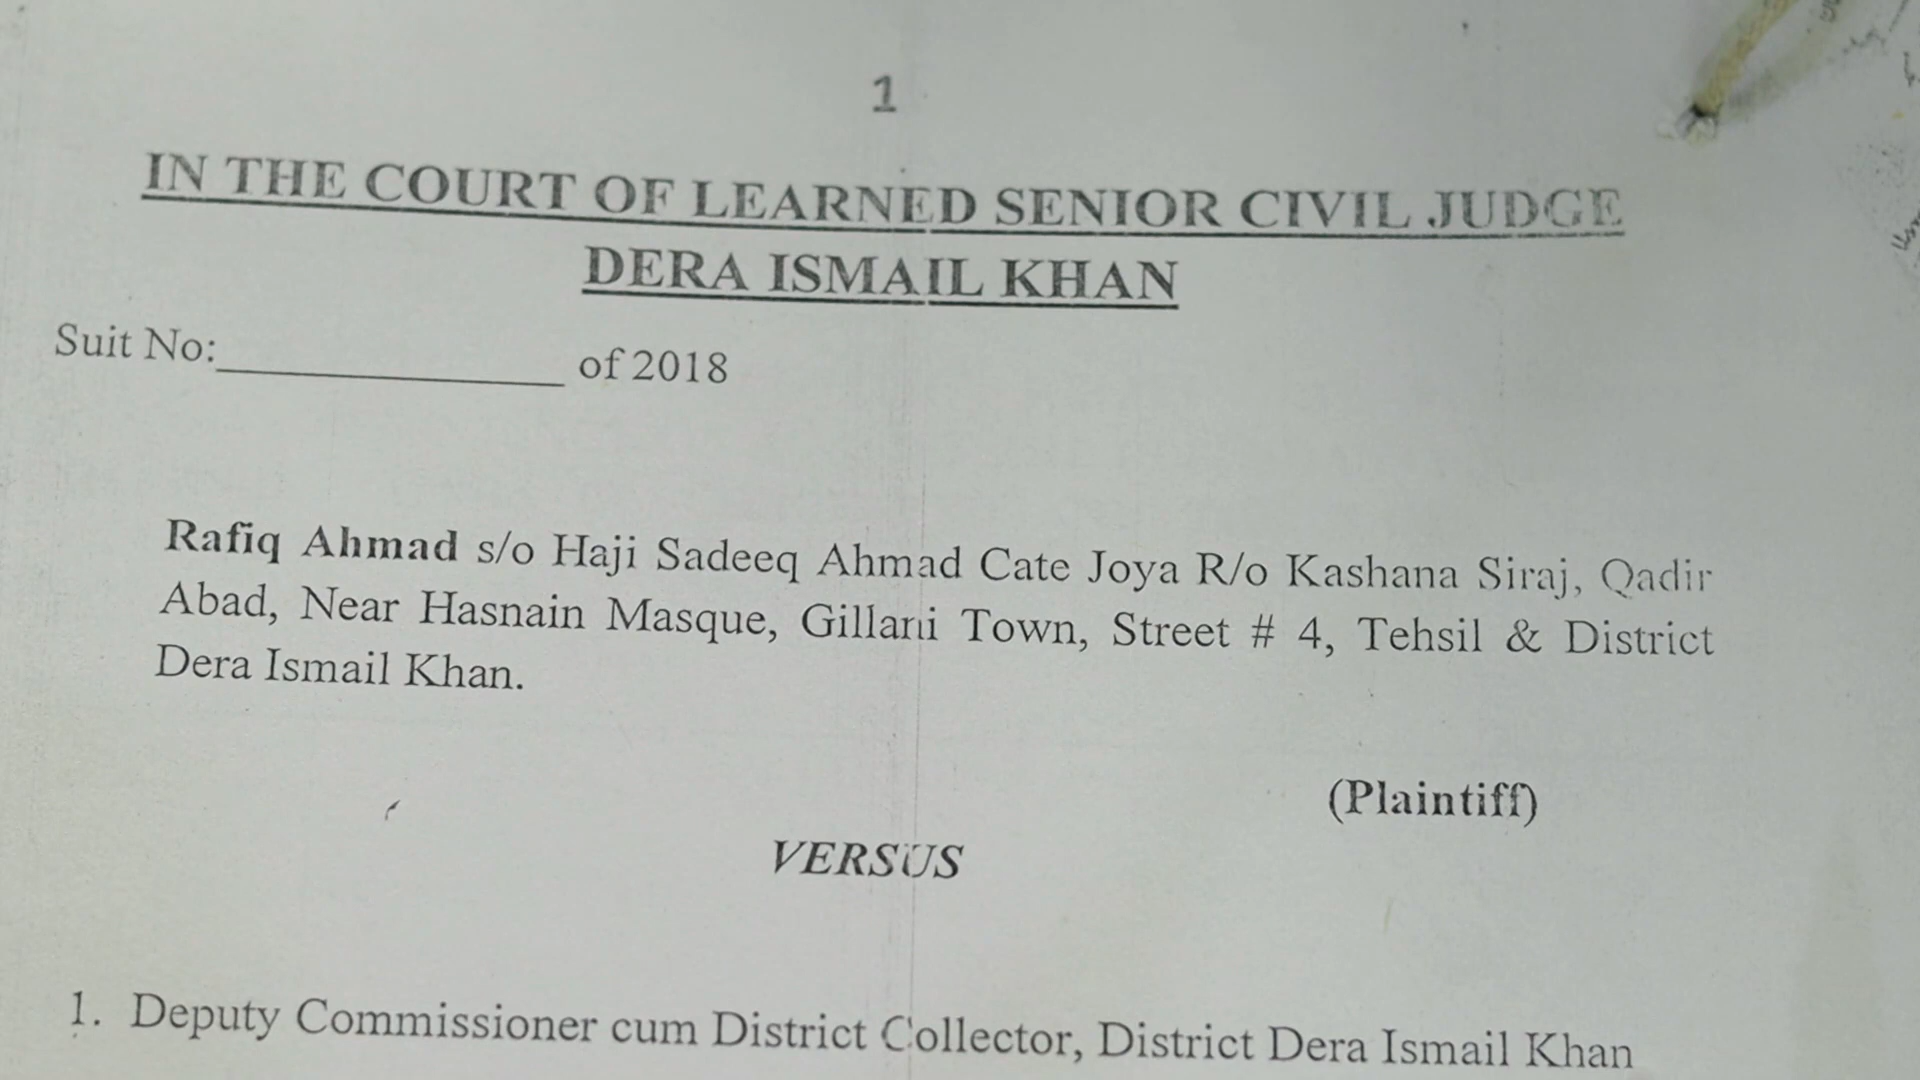 1
IN THE COURT OF LEARNED SENIOR CIVIL JUDGE
DERA ISMAIL KHAN
Suit No:______________ of 2018
Rafiq Ahmad s/o Haji Sadeeq Ahmad Cate Joya R/o Kashana Siraj, Qadir
Abad, Near Hasnain Masque, Gillani Town, Street # 4, Tehsil & District
Dera Ismail Khan.
(Plaintiff)
VERSUS
1. Deputy Commissioner cum District Collector, District Dera Ismail Khan